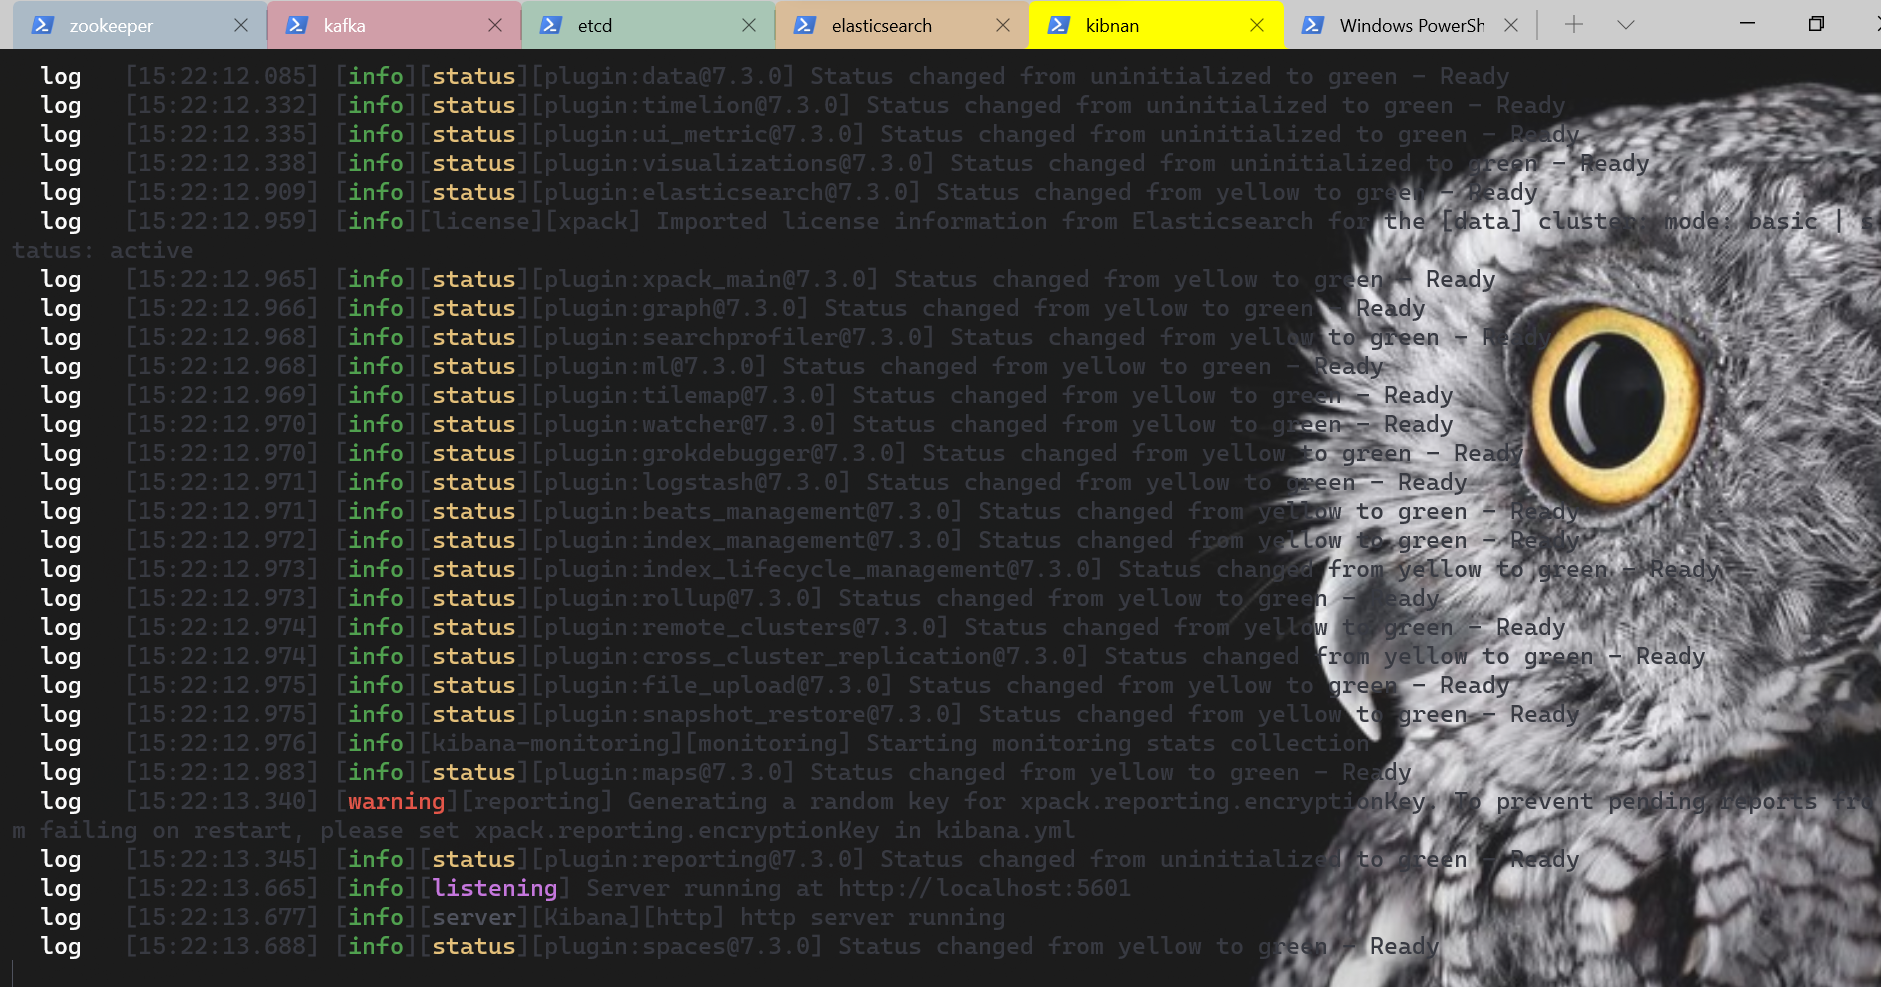 zookeeper
kafka
etcd
elasticsearch
kibnan
Windows PowerSh
log [15:22:12.085] [info][status][plugin:data@7.3.0] Status changed from uninitialized to green - Ready
log [15:22:12.332] [info][status][plugin:timelion@7.3.0] Status changed from uninitialized to green - Ready
log [15:22:12.335] [info][status][plugin:ui_metric@7.3.0] Status changed from uninitialized to green - Ready
log [15:22:12.338] [info][status][plugin:visualizations@7.3.0] Status changed from uninitialized to green - Ready
log [15:22:12.909] [info][status][plugin:elasticsearch@7.3.0] Status changed from yellow to green - Ready
log [15:22:12.959] [info][license][xpack] Imported license information from Elasticsearch for the [data] cluster: mode: basic | s
tatus: active
log [15:22:12.965] [info][status][plugin:xpack_main@7.3.0] Status changed from yellow to green - Ready
log [15:22:12.966] [info][status][plugin:graph@7.3.0] Status changed from yellow to green - Ready
log [15:22:12.968] [info][status][plugin:searchprofiler@7.3.0] Status changed from yellow to green - Ready
log [15:22:12.968] [info][status][plugin:ml@7.3.0] Status changed from yellow to green - Ready
log [15:22:12.969] [info][status][plugin:tilemap@7.3.0] Status changed from yellow to green - Ready
log [15:22:12.970] [info][status][plugin:watcher@7.3.0] Status changed from yellow to green - Ready
log [15:22:12.970] [info][status][plugin:grokdebugger@7.3.0] Status changed from yellow to green - Ready
log [15:22:12.971] [info][status][plugin:logstash@7.3.0] Status changed from yellow to green - Ready
log [15:22:12.971] [info][status][plugin:beats_management@7.3.0] Status changed from yellow to green - Ready
log [15:22:12.972] [info][status][plugin:index_management@7.3.0] Status changed from yellow to green - Ready
log [15:22:12.973] [info][status][plugin:index_lifecycle_management@7.3.0] Status changed from yellow to green - Ready
log [15:22:12.973] [info][status][plugin:rollup@7.3.0] Status changed from yellow to green - Ready
log [15:22:12.974] [info][status][plugin:remote_clusters@7.3.0] Status changed from yellow to green - Ready
log [15:22:12.974] [info][status][plugin:cross_cluster_replication@7.3.0] Status changed from yellow to green - Ready
log [15:22:12.975] [info][status][plugin:file_upload@7.3.0] Status changed from yellow to green - Ready
log [15:22:12.975] [info][status][plugin:snapshot_restore@7.3.0] Status changed from yellow to green - Ready
log [15:22:12.976] [info][kibana-monitoring][monitoring] Starting monitoring stats collection
log [15:22:12.983] [info][status][plugin:maps@7.3.0] Status changed from yellow to green - Ready
log [15:22:13.340] [warning][reporting] Generating a random key for xpack.reporting.encryptionKey. To prevent pending reports fro
m failing on restart, please set xpack.reporting.encryptionKey in kibana.yml
log [15:22:13.345] [info][status][plugin:reporting@7.3.0] Status changed from uninitialized to green - Ready
log [15:22:13.665] [info][listening] Server running at http://localhost:5601
log [15:22:13.677] [info][server][Kibana][http] http server running
log [15:22:13.688] [info][status][plugin:spaces@7.3.0] Status changed from yellow to green - Ready